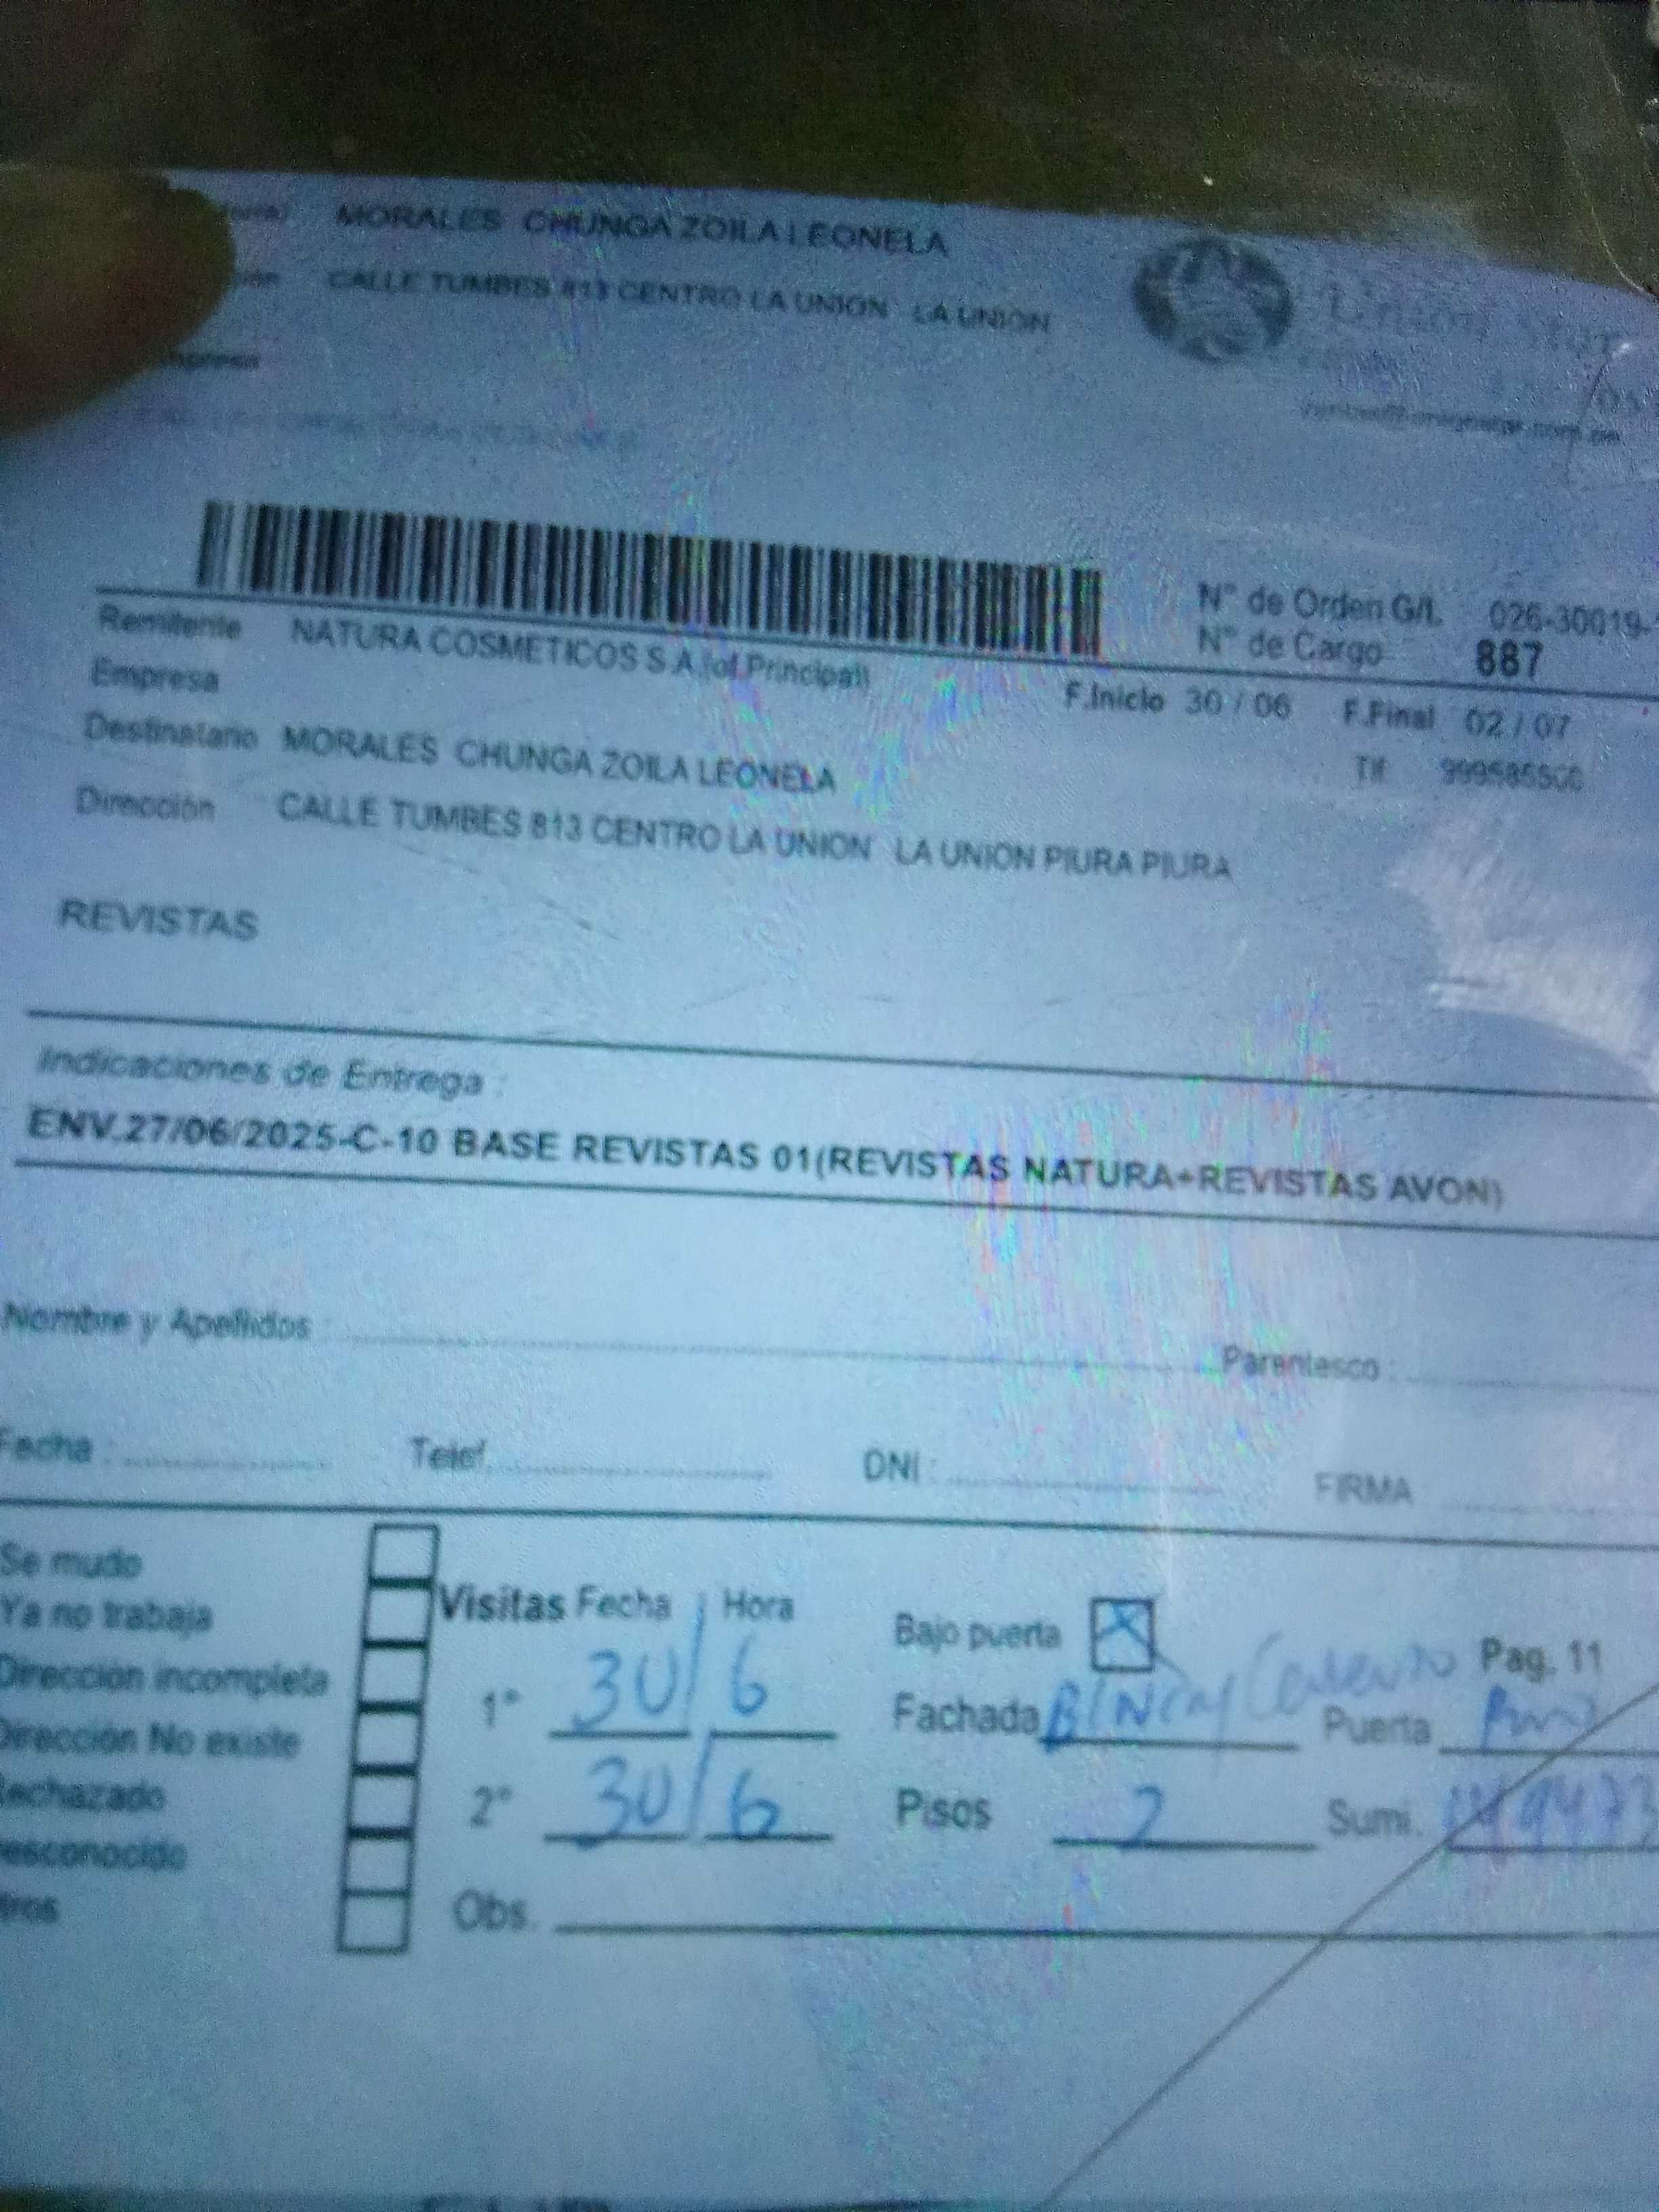 MORALES CHUNGA ZOILA LEONELA
CALLE TUMBES 813 CENTRO LA UNION LA UNION
N° de Orden G/I. 026-30019-
N° de Cargo 887
Remitente NATURA COSMETICOS S.A.(of.Principal)
Empresa
F.Inicio 30 / 06 F.Final 02 / 07
Destinatario MORALES CHUNGA ZOILA LEONELA
Tlf
Dirección CALLE TUMBES 813 CENTRO LA UNION LA UNION PIURA PIURA
REVISTAS
Indicaciones de Entrega :
ENV.27/06/2025-C-10 BASE REVISTAS 01(REVISTAS NATURA+REVISTAS AVON)
Nombre y Apellidos :
Parentesco :
Fecha : Telef. DNI : FIRMA
Se mudo
Ya no trabaja
Dirección incompleta
Dirección No existe
echazado
esconocido
tros
Visitas Fecha / Hora
1° 30/6
2° 30/6
Obs.
Bajo puerta X Pag. 11
Fachada Puerta
Pisos 2 Sumi.